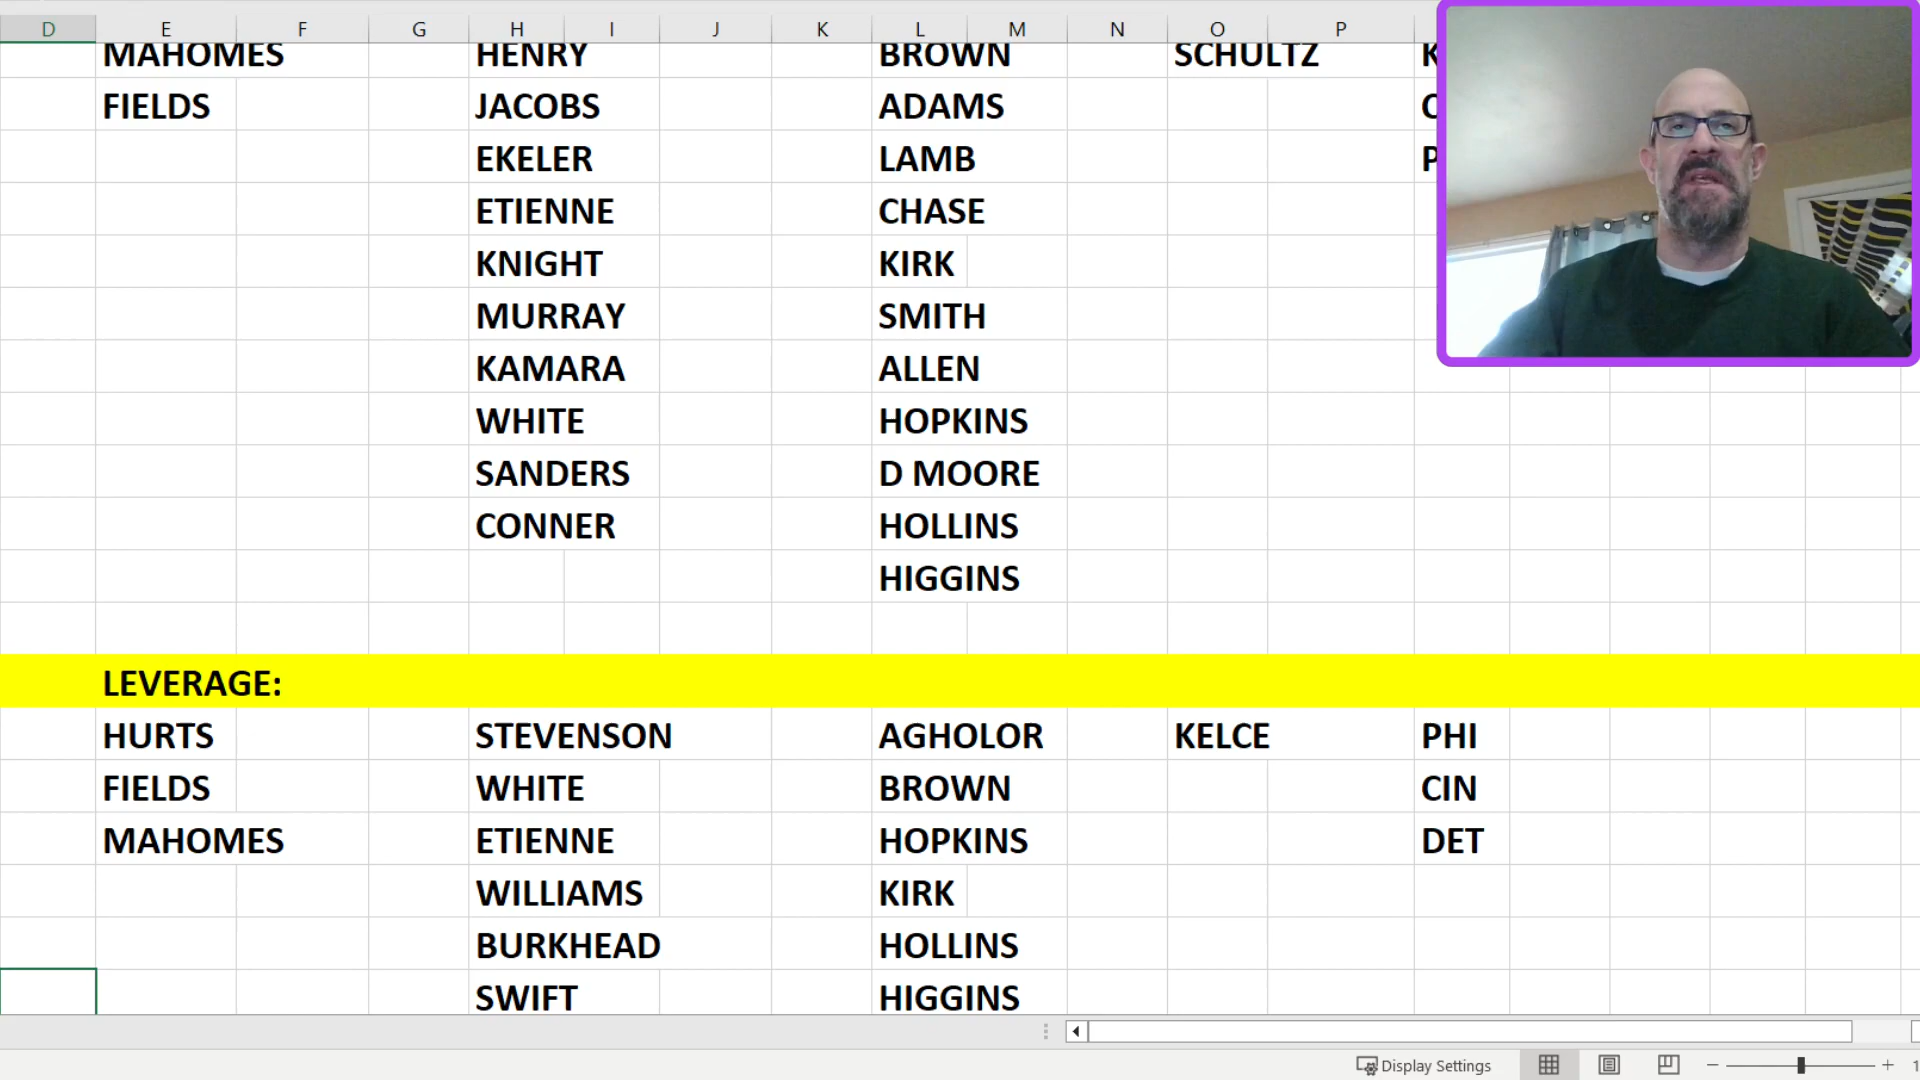 D E F G H I J K L M N O P
MAHOMES HENRY BROWN SCHULTZ K
FIELDS JACOBS ADAMS
EKELER LAMB P
ETIENNE CHASE
KNIGHT KIRK
MURRAY SMITH
KAMARA ALLEN
WHITE HOPKINS
SANDERS D MOORE
CONNER HOLLINS
HIGGINS
LEVERAGE:
HURTS STEVENSON AGHOLOR KELCE PHI
FIELDS WHITE BROWN CIN
MAHOMES ETIENNE HOPKINS DET
WILLIAMS KIRK
BURKHEAD HOLLINS
SWIFT HIGGINS
Display Settings